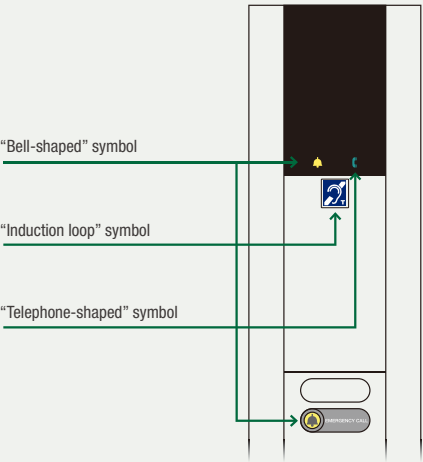 “Bell-shaped” symbol
“Induction loop” symbol
T
“Telephone-shaped” symbol
EMERGENCY CALL